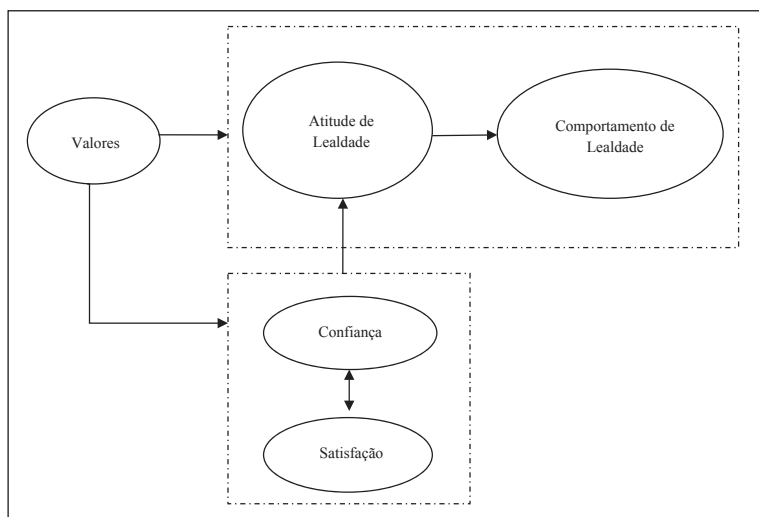 Valores
Atitude de
Lealdade
Comportamento de
Lealdade
Confiança
Satisfação